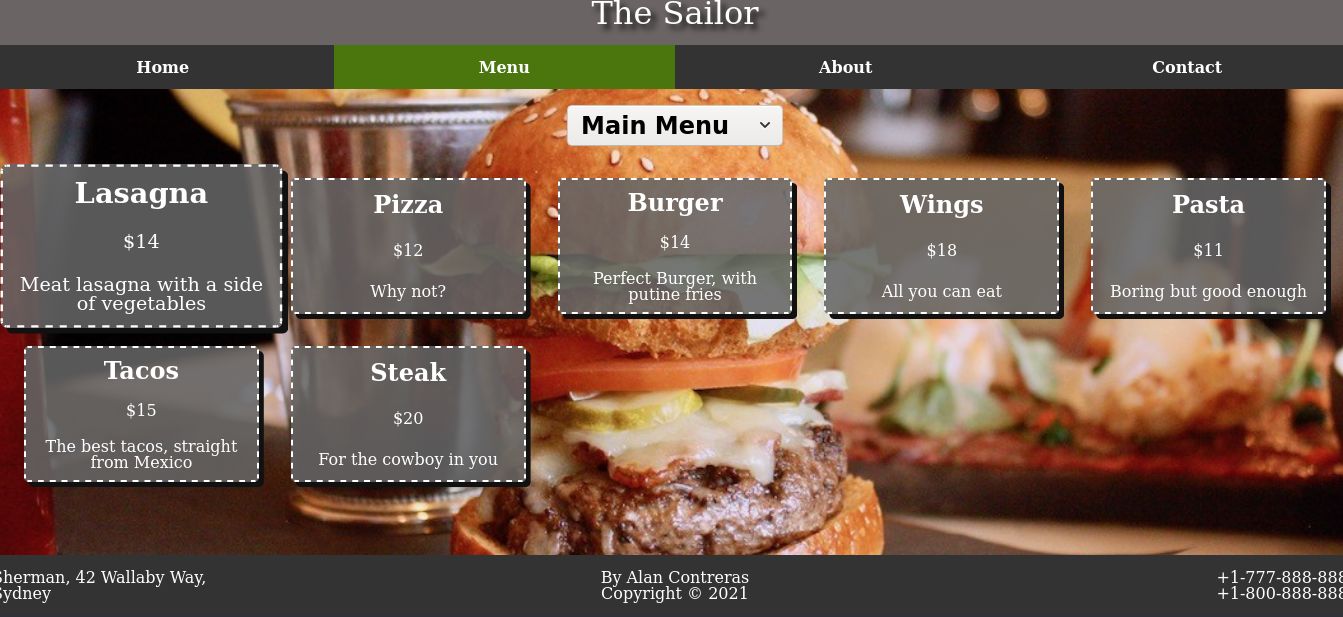 The Sailor
Home
Menu
About
Contact
Main Menu
Lasagna
$14
Meat lasagna with a side
of vegetables
Pizza
$12
Why not?
Burger
$14
Perfect Burger, with
putine fries
Wings
$18
All you can eat
Pasta
$11
Boring but good enough
Tacos
$15
The best tacos, straight
from Mexico
Steak
$20
For the cowboy in you
Sherman, 42 Wallaby Way,
Sydney
By Alan Contreras
Copyright © 2021
+1-777-888-888
+1-800-888-888